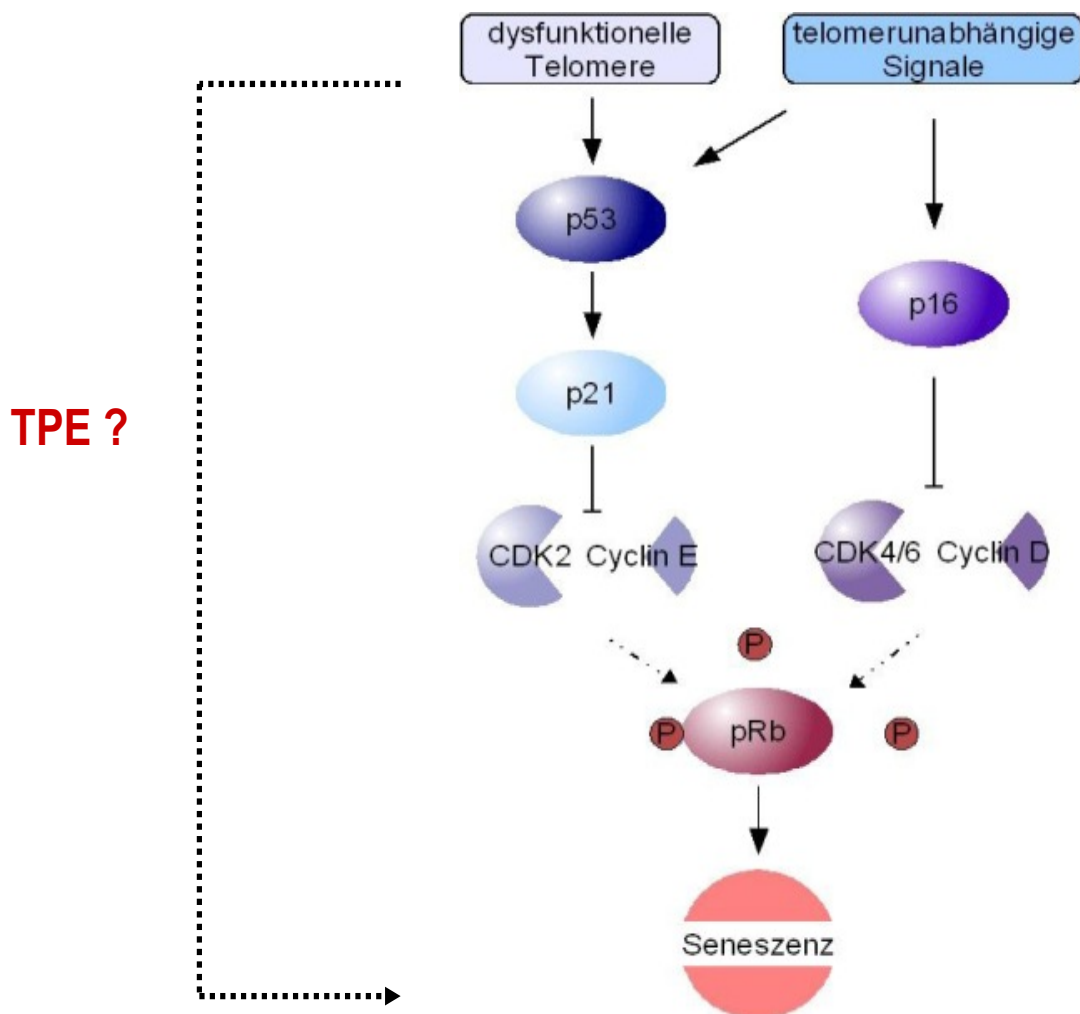 dysfunktionelle
Telomere
telomerunabhängige
Signale
p53
p16
p21
TPE ?
CDK2 Cyclin E
CDK4/6 Cyclin D
P
P
pRb
P
Seneszenz